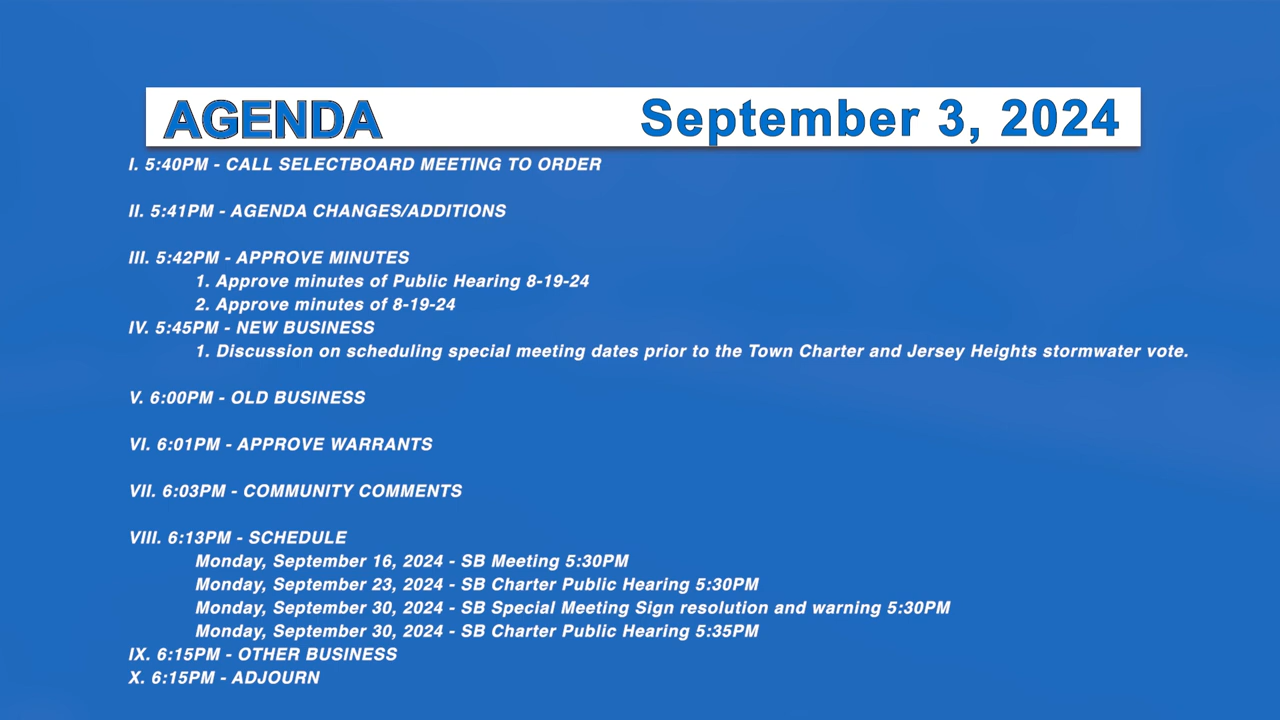 AGENDA September 3, 2024
I. 5:40PM - CALL SELECTBOARD MEETING TO ORDER
II. 5:41PM - AGENDA CHANGES/ADDITIONS
III. 5:42PM - APPROVE MINUTES
1. Approve minutes of Public Hearing 8-19-24
2. Approve minutes of 8-19-24
IV. 5:45PM - NEW BUSINESS
1. Discussion on scheduling special meeting dates prior to the Town Charter and Jersey Heights stormwater vote.
V. 6:00PM - OLD BUSINESS
VI. 6:01PM - APPROVE WARRANTS
VII. 6:03PM - COMMUNITY COMMENTS
VIII. 6:13PM - SCHEDULE
Monday, September 16, 2024 - SB Meeting 5:30PM
Monday, September 23, 2024 - SB Charter Public Hearing 5:30PM
Monday, September 30, 2024 - SB Special Meeting Sign resolution and warning 5:30PM
Monday, September 30, 2024 - SB Charter Public Hearing 5:35PM
IX. 6:15PM - OTHER BUSINESS
X. 6:15PM - ADJOURN